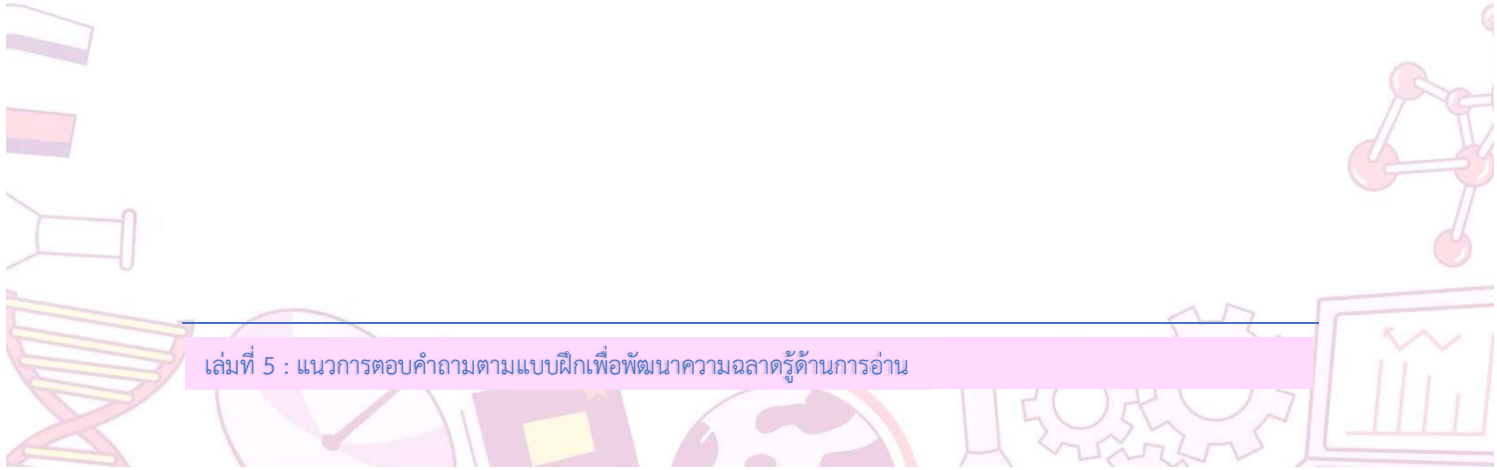 เล่มที่ 5 : แนวการตอบคำถามตามแบบฝึกเพื่อพัฒนาความฉลาดรู้ด้านการอ่าน